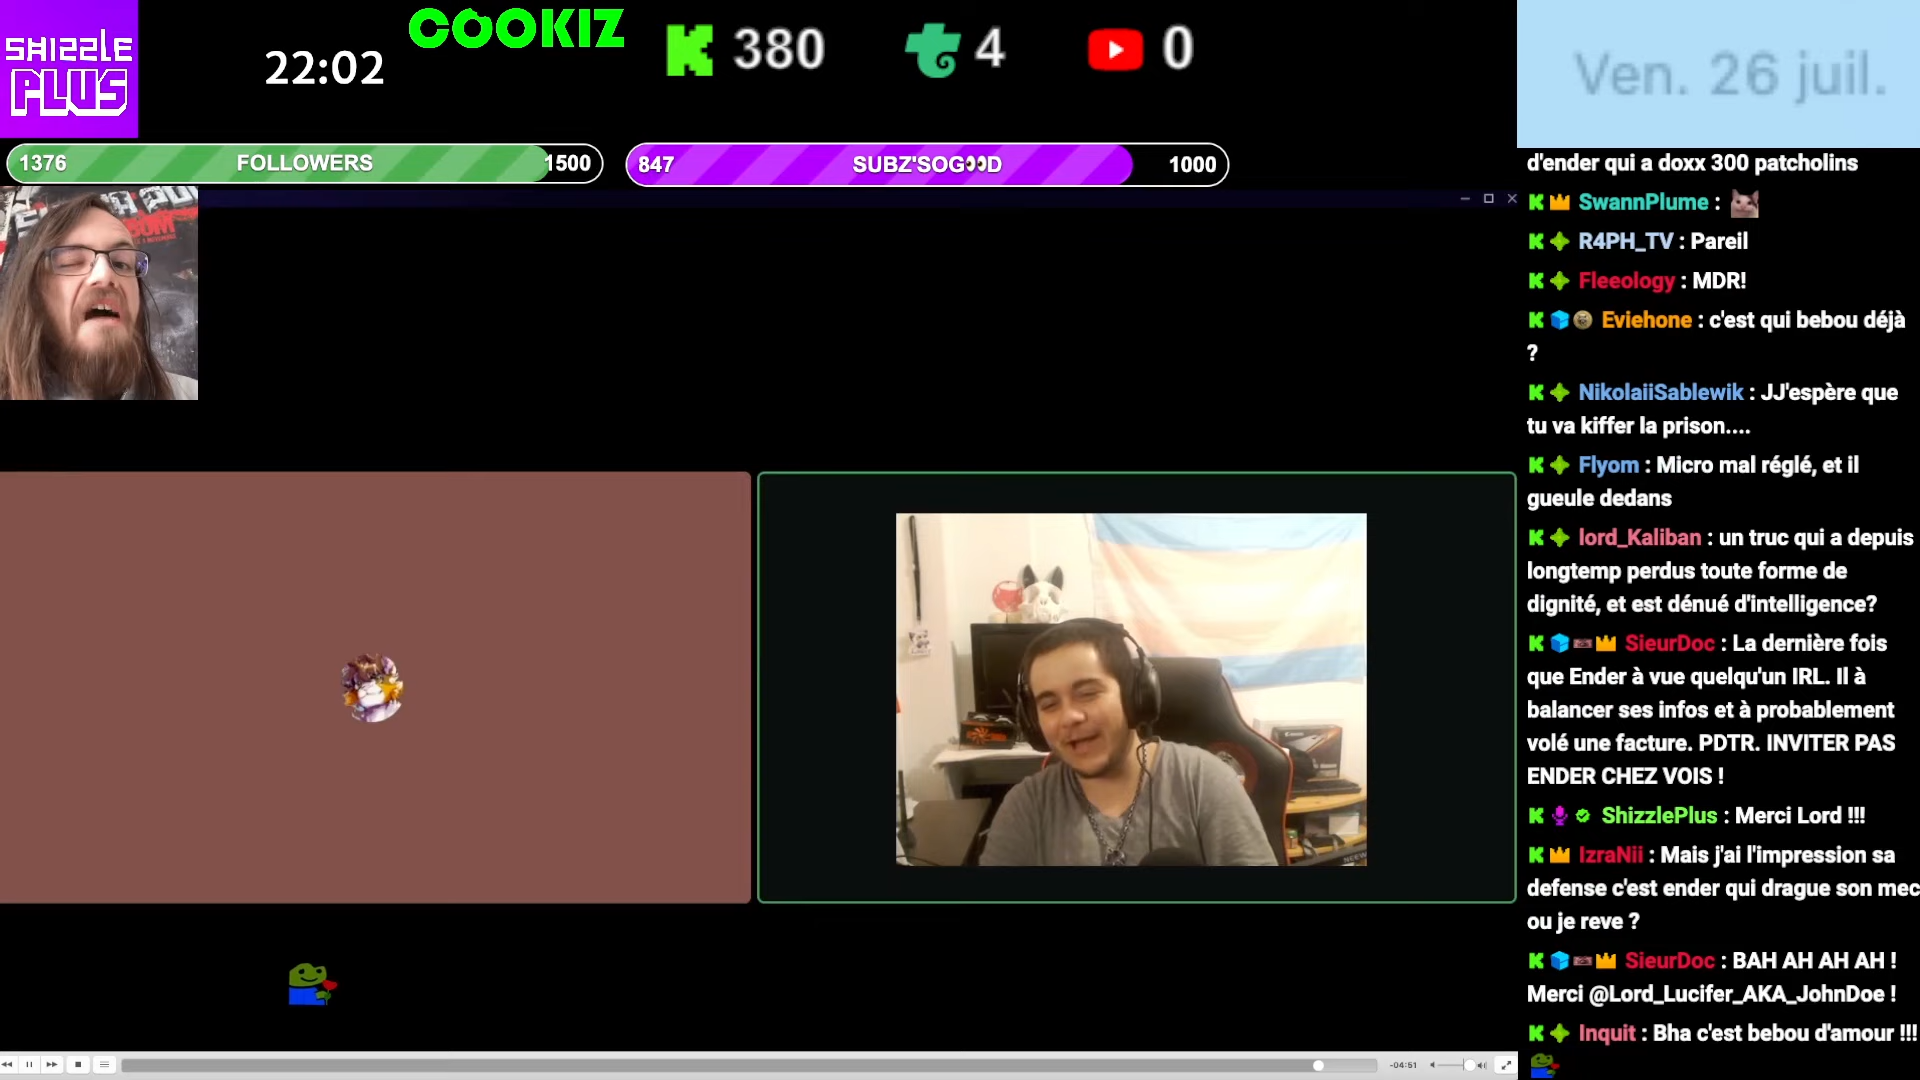 SHIZZLE
PLUS
22:02
COOKIZ
380
4
0
Ven. 26 juil.
1376 FOLLOWERS 1500
847 SUBZ'SOG👀D 1000
d'ender qui a doxx 300 patcholins
SwannPlume :
R4PH_TV : Pareil
Fleeology : MDR!
Eviehone : c'est qui bebou déjà
?
NikolaiiSablewik : JJ'espère que
tu va kiffer la prison....
Flyom : Micro mal réglé, et il
gueule dedans
lord_Kaliban : un truc qui a depuis
longtemp perdus toute forme de
dignité, et est dénué d'intelligence?
SieurDoc : La dernière fois
que Ender à vue quelqu'un IRL. Il à
balancer ses infos et à probablement
volé une facture. PDTR. INVITER PAS
ENDER CHEZ VOIS !
ShizzlePlus : Merci Lord !!!
IzraNii : Mais j'ai l'impression sa
defense c'est ender qui drague son mec
ou je reve ?
SieurDoc : BAH AH AH AH !
Merci @Lord_Lucifer_AKA_JohnDoe !
Inquit : Bha c'est bebou d'amour !!!
-04:51